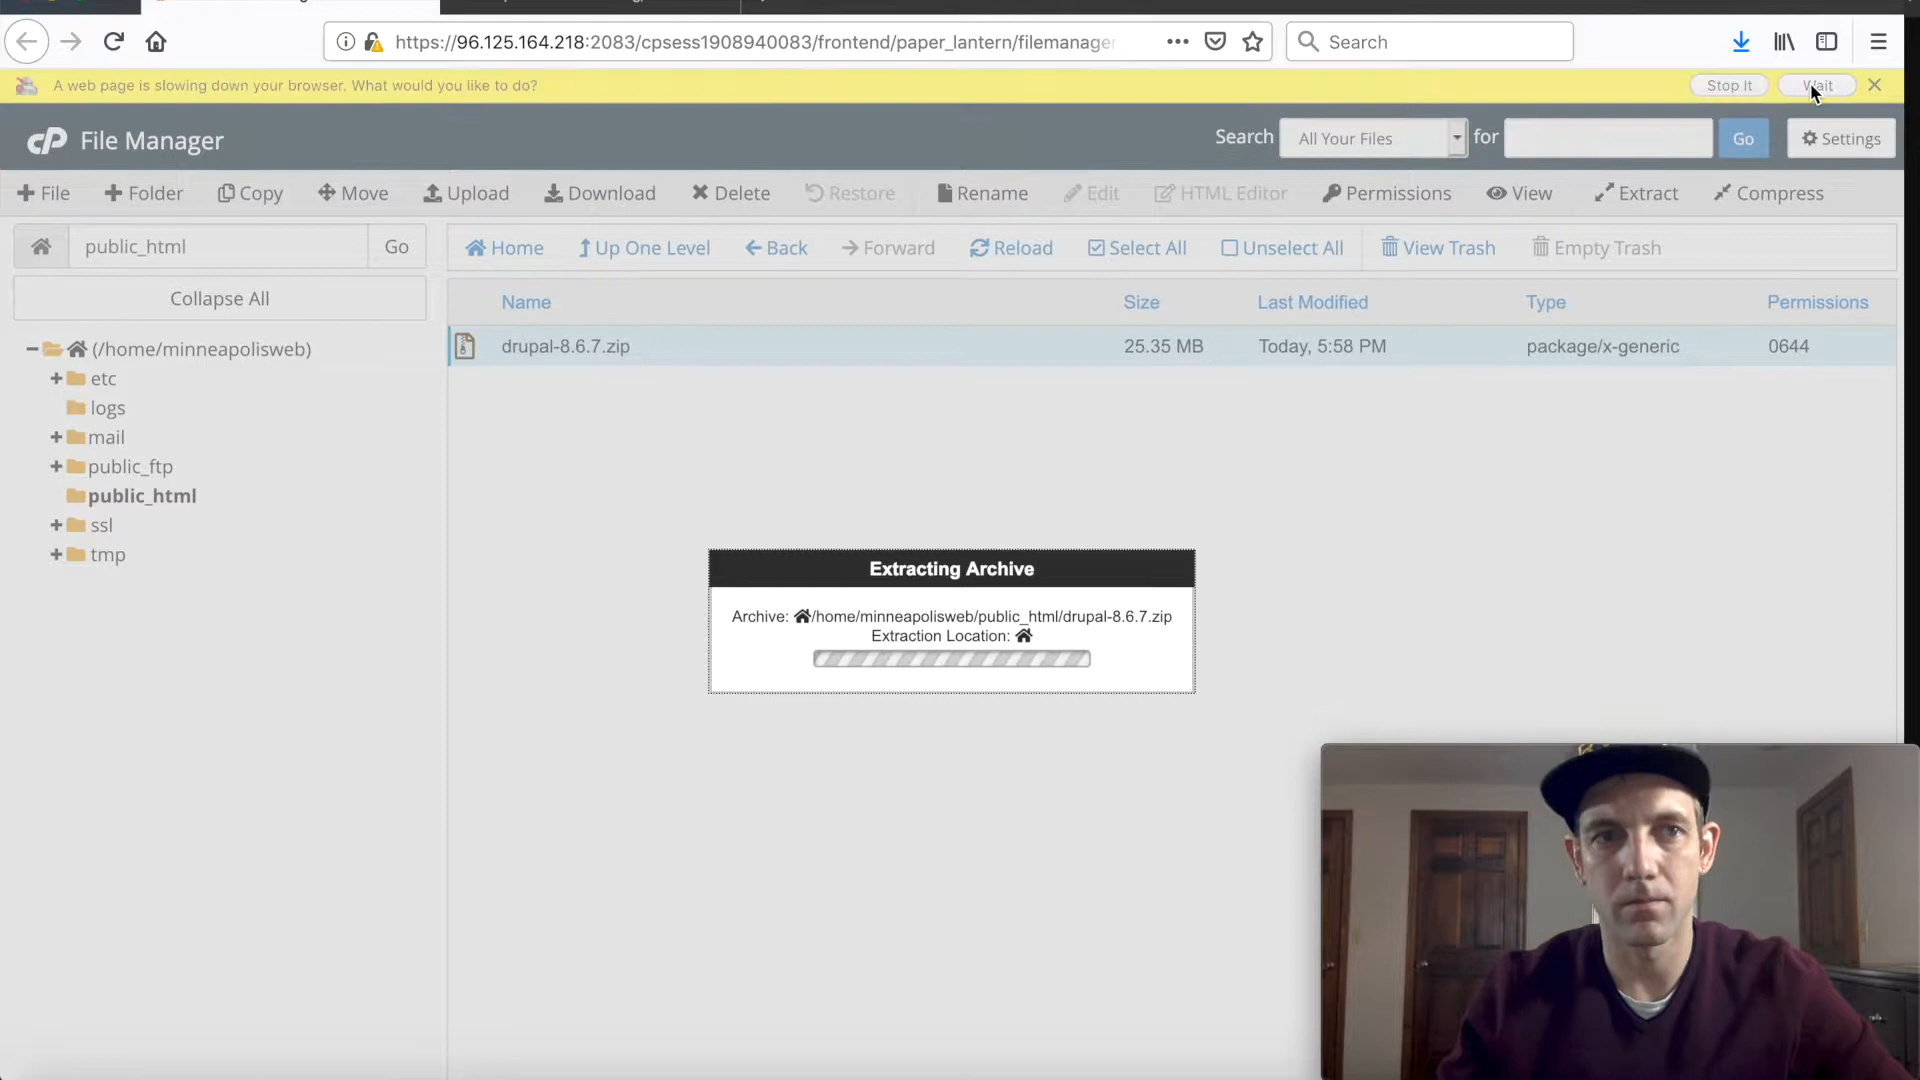 https://96.125.164.218:2083/cpsess1908940083/frontend/paper_lantern/filemanager
Search
A web page is slowing down your browser. What would you like to do?
Stop It
Wait
cP File Manager
Search
All Your Files
for
Go
Settings
File
Folder
Copy
Move
Upload
Download
Delete
Restore
Rename
Edit
HTML Editor
Permissions
View
Extract
Compress
public_html
Go
Home
Up One Level
Back
Forward
Reload
Select All
Unselect All
View Trash
Empty Trash
Collapse All
Name
Size
Last Modified
Type
Permissions
drupal-8.6.7.zip
25.35 MB
Today, 5:58 PM
package/x-generic
0644
(/home/minneapolisweb)
etc
logs
mail
public_ftp
public_html
ssl
tmp
Extracting Archive
Archive: /home/minneapolisweb/public_html/drupal-8.6.7.zip
Extraction Location: